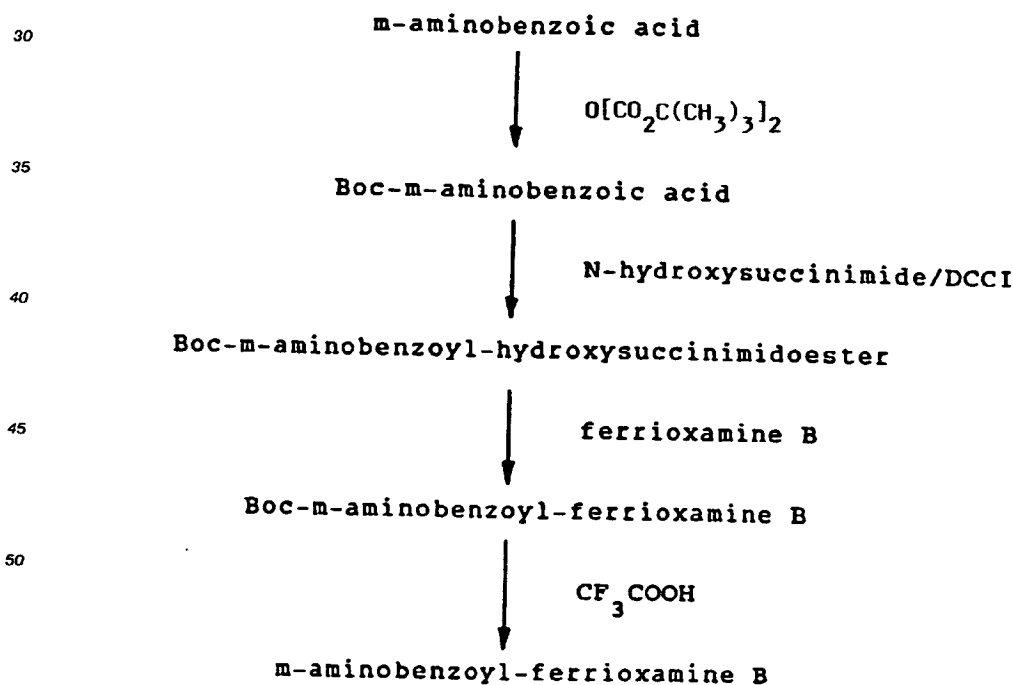 30 m-aminobenzoic acid
O[CO2C(CH3)3]2
35
Boc-m-aminobenzoic acid
N-hydroxysuccinimide/DCCI
40
Boc-m-aminobenzoyl-hydroxysuccinimidoester
45 ferrioxamine B
Boc-m-aminobenzoyl-ferrioxamine B
50
CF3COOH
m-aminobenzoyl-ferrioxamine B